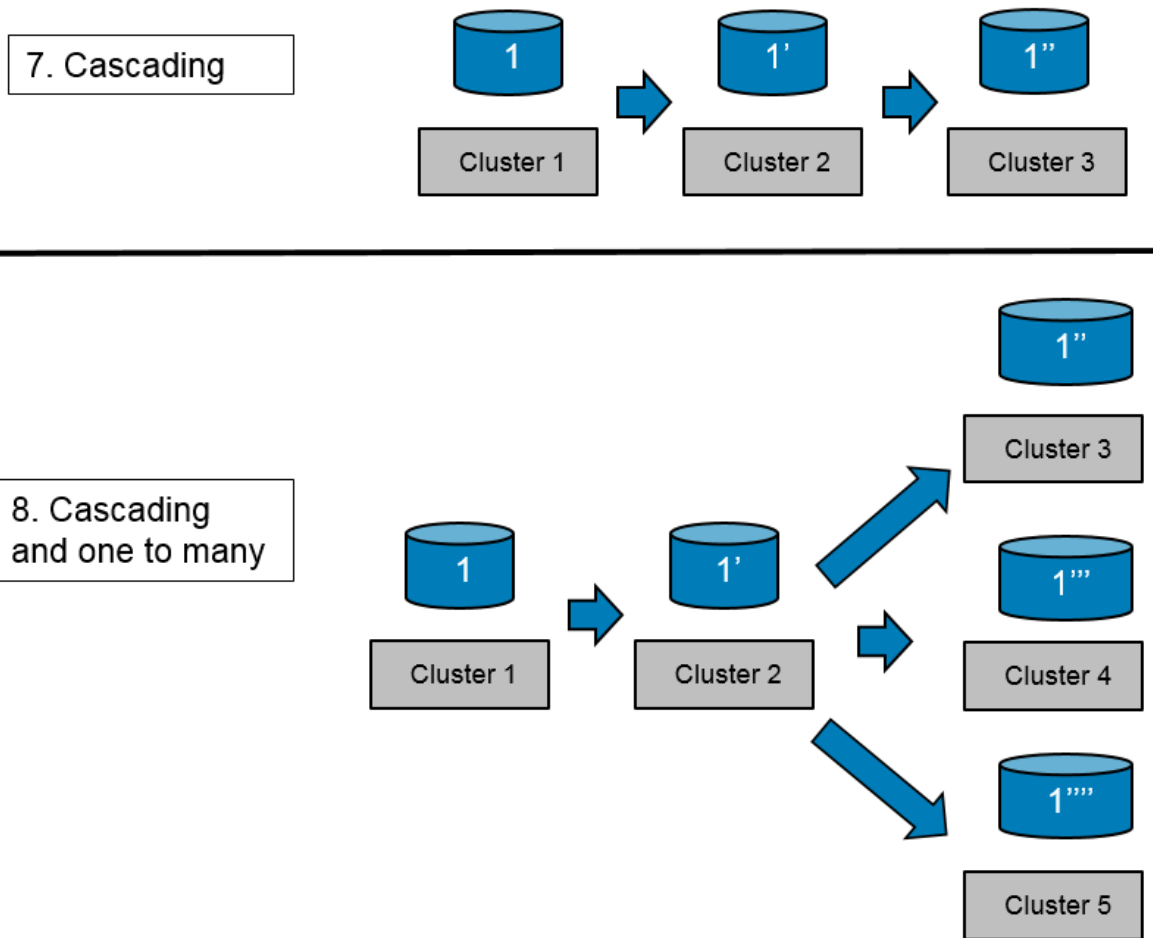 7. Cascading
1
1’
1’’
Cluster 1
Cluster 2
Cluster 3
8. Cascading
and one to many
1
1’
1’’
1’’’
1’’’’
Cluster 1
Cluster 2
Cluster 3
Cluster 4
Cluster 5